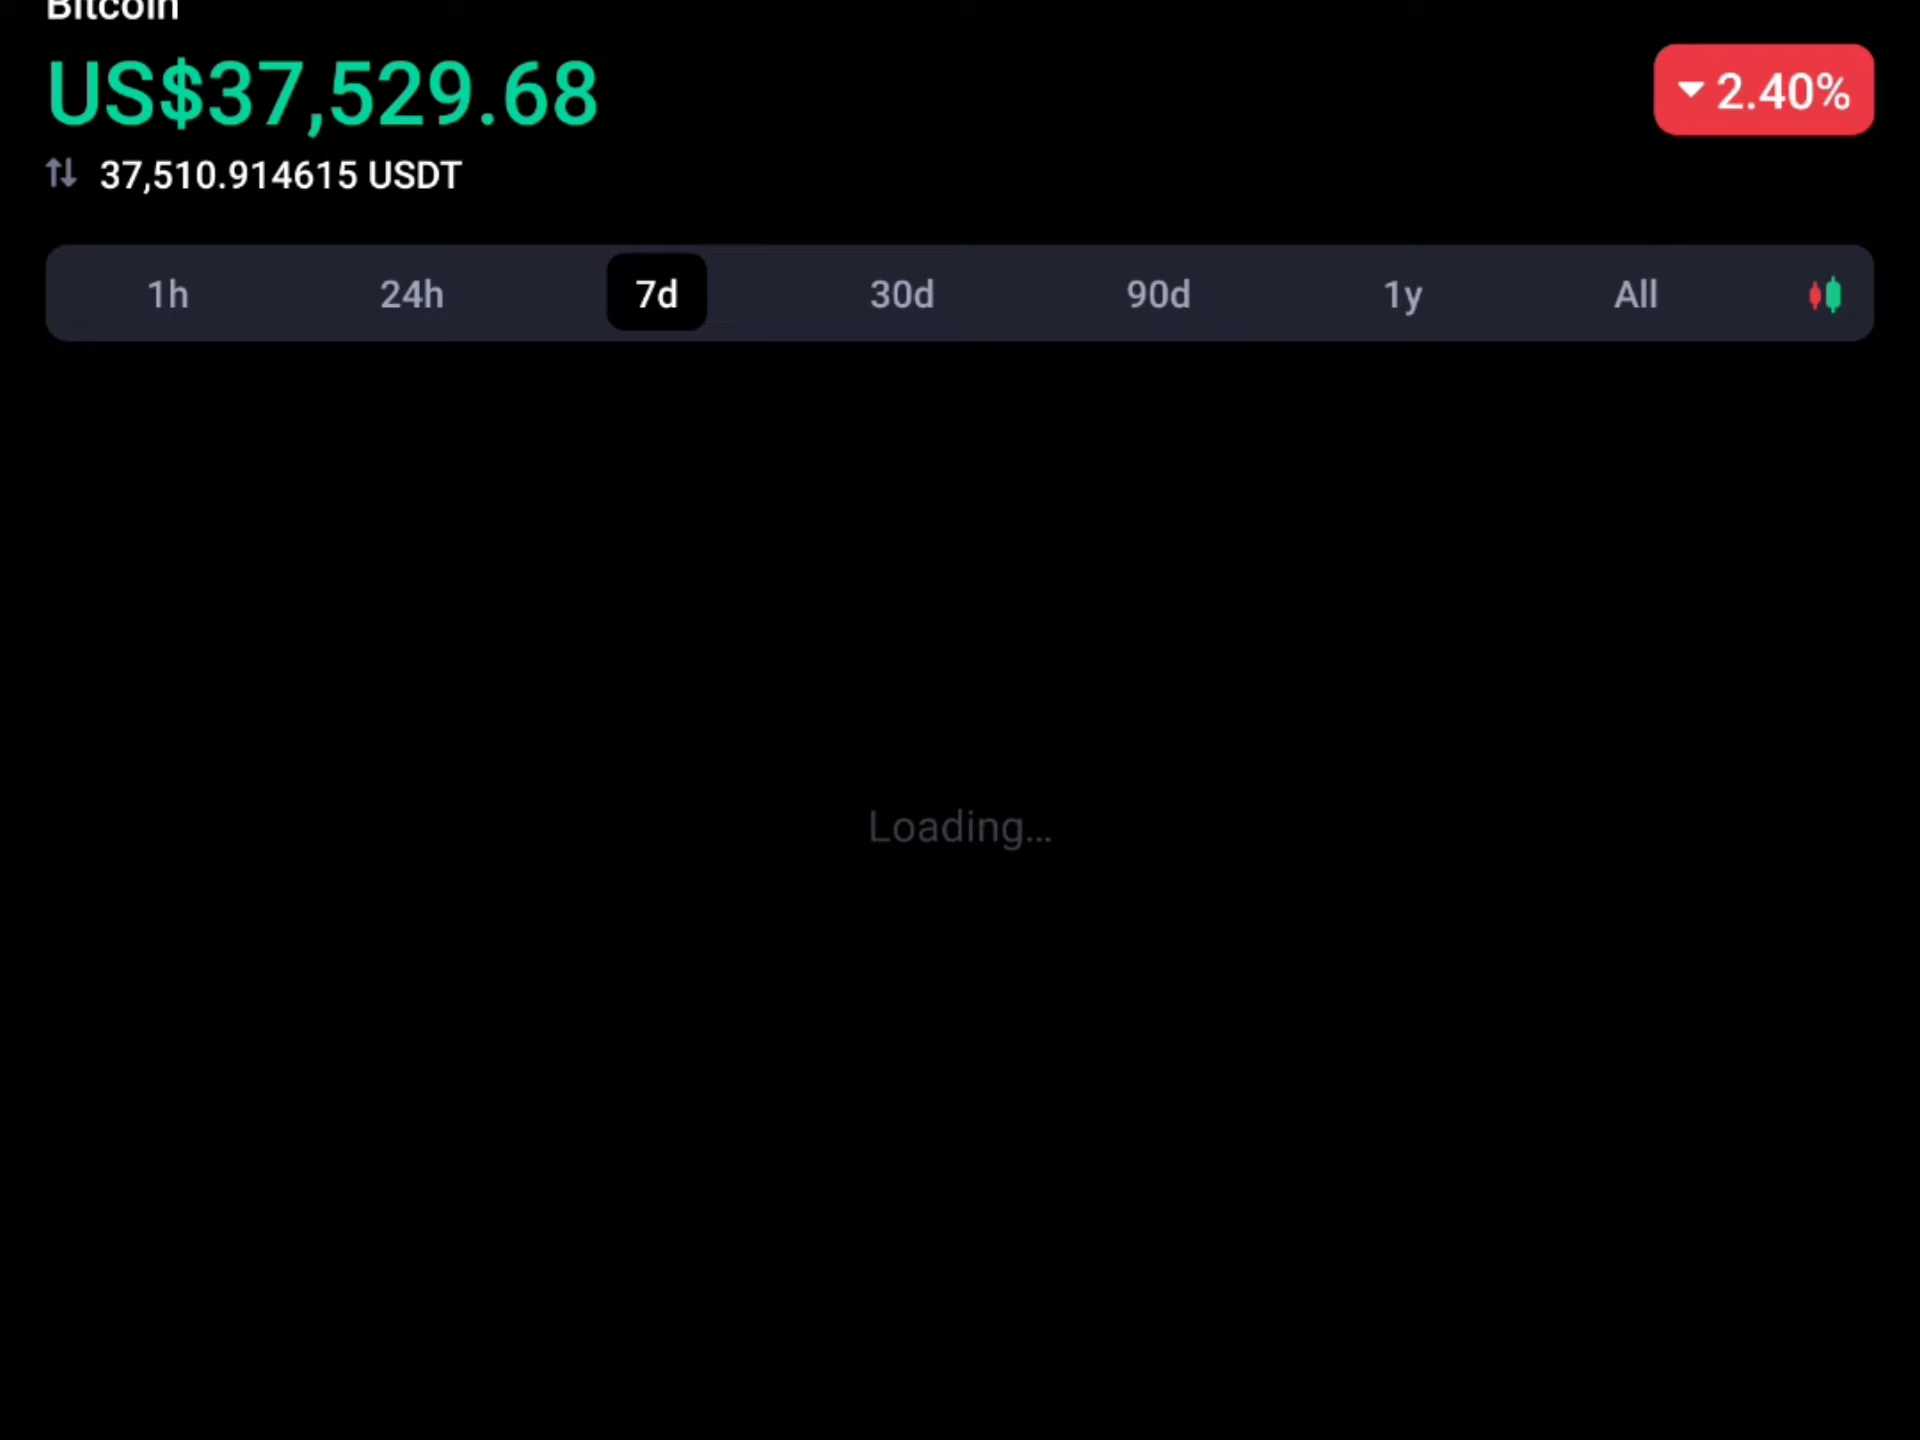 Bitcoin
US$37,529.68
2.40%
37,510.914615 USDT
1h 24h 7d 30d 90d 1y All
Loading...